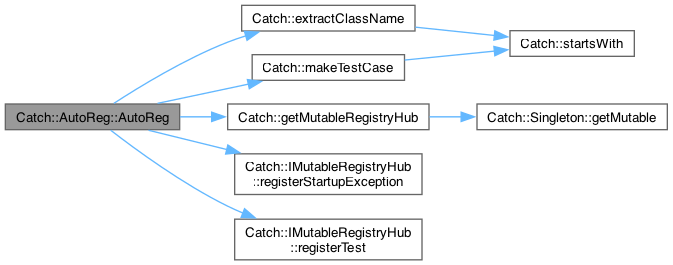 Catch::AutoReg::AutoReg
Catch::extractClassName
Catch::startsWith
Catch::makeTestCase
Catch::getMutableRegistryHub
Catch::Singleton::getMutable
Catch::IMutableRegistryHub
::registerStartupException
Catch::IMutableRegistryHub
::registerTest